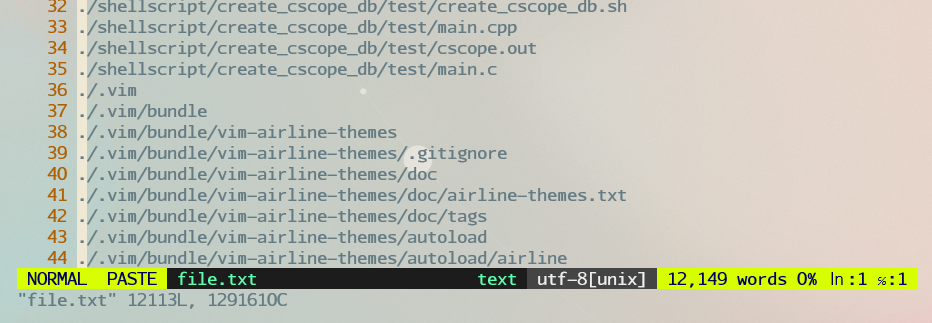 32 ./shellscript/create_cscope_db/test/create_cscope_db.sh
33 ./shellscript/create_cscope_db/test/main.cpp
34 ./shellscript/create_cscope_db/test/cscope.out
35 ./shellscript/create_cscope_db/test/main.c
36 ./.vim
37 ./.vim/bundle
38 ./.vim/bundle/vim-airline-themes
39 ./.vim/bundle/vim-airline-themes/.gitignore
40 ./.vim/bundle/vim-airline-themes/doc
41 ./.vim/bundle/vim-airline-themes/doc/airline-themes.txt
42 ./.vim/bundle/vim-airline-themes/doc/tags
43 ./.vim/bundle/vim-airline-themes/autoload
44 ./.vim/bundle/vim-airline-themes/autoload/airline
NORMAL PASTE file.txt text utf-8[unix] 12,149 words 0% ㏑:1 ℅:1
"file.txt" 12113L, 1291610C